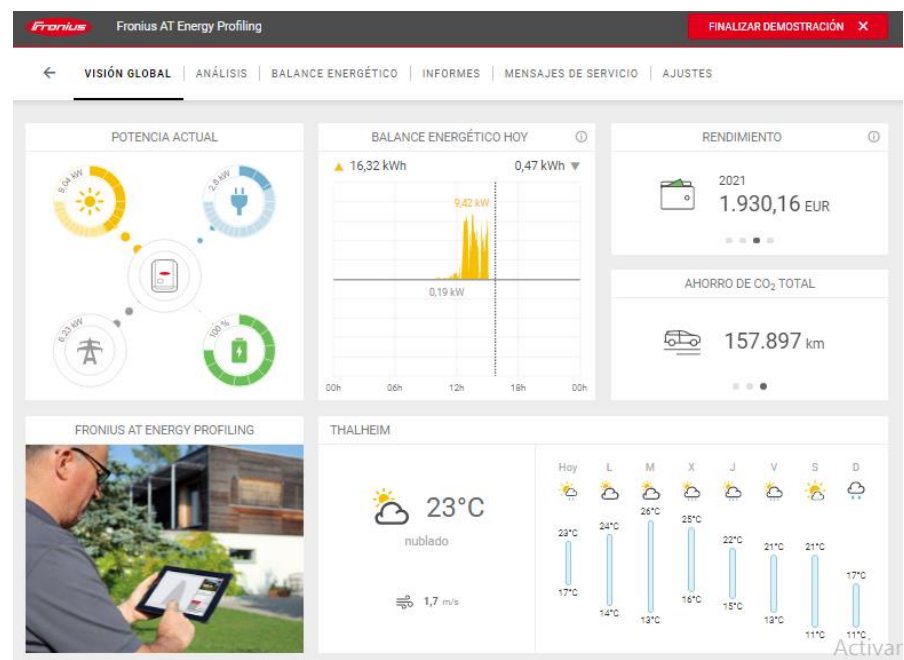 Fronius
Fronius AT Energy Profiling
FINALIZAR DEMOSTRACIÓN X
VISIÓN GLOBAL
ANÁLISIS
BALANCE ENERGÉTICO
INFORMES
MENSAJES DE SERVICIO
AJUSTES
POTENCIA ACTUAL
9,04 kW
2,8 kW
6,23 kW
100 %
BALANCE ENERGÉTICO HOY
16,32 kWh
0,47 kWh
9,42 kW
0,19 kW
00h 06h 12h 18h 00h
RENDIMIENTO
2021
1.930,16 EUR
AHORRO DE CO₂ TOTAL
157.897 km
FRONIUS AT ENERGY PROFILING
THALHEIM
23°C
nublado
1,7 m/s
Hoy L M X J V S D
23°C 24°C 26°C 25°C 22°C 21°C 21°C 17°C
17°C 14°C 13°C 16°C 15°C 13°C 11°C 11°C
Activar